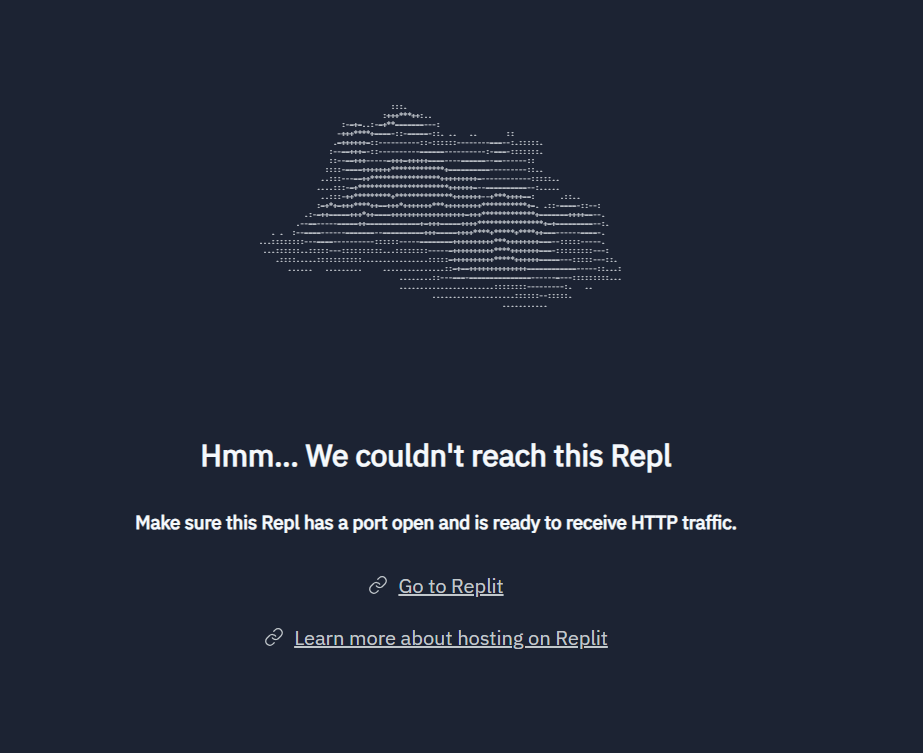 Hmm... We couldn't reach this Repl
Make sure this Repl has a port open and is ready to receive HTTP traffic.
Go to Replit
Learn more about hosting on Replit